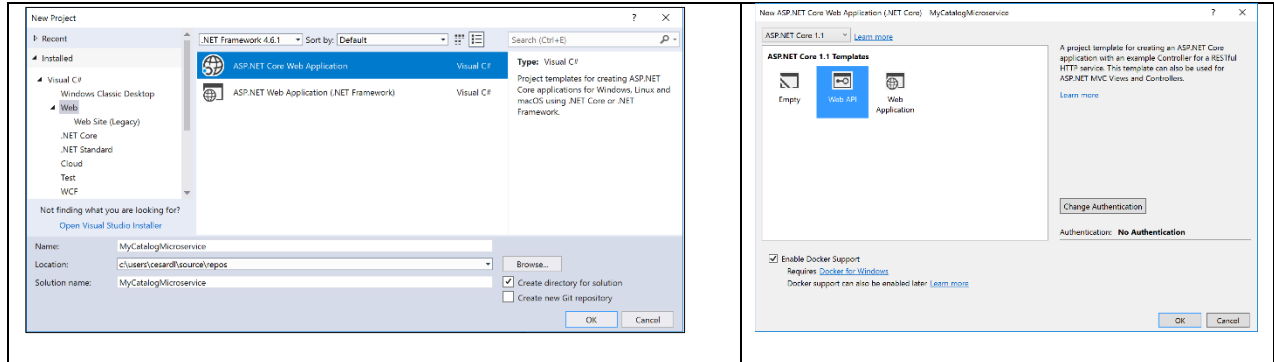 New Project
? ×
Recent
.NET Framework 4.6.1
Sort by: Default
Search (Ctrl+E)
Installed
Visual C#
Windows Classic Desktop
Web
Web Site (Legacy)
.NET Core
.NET Standard
Cloud
Test
WCF
ASP.NET Core Web Application Visual C#
ASP.NET Web Application (.NET Framework) Visual C#
Type: Visual C#
Project templates for creating ASP.NET
Core applications for Windows, Linux and
macOS using .NET Core or .NET
Framework.
Not finding what you are looking for?
Open Visual Studio Installer
Name: MyCatalogMicroservice
Location: c:\users\cesardl\source\repos
Browse...
Solution name: MyCatalogMicroservice
Create directory for solution
Create new Git repository
OK Cancel
New ASP.NET Core Web Application (.NET Core) MyCatalogMicroservice
? ×
ASP.NET Core 1.1
Learn more
ASP.NET Core 1.1 Templates
Empty
Web API
Web
Application
A project template for creating an ASP.NET Core
application with an example Controller for a RESTful
HTTP service. This template can also be used for
ASP.NET MVC Views and Controllers.
Learn more
Change Authentication
Authentication: No Authentication
Enable Docker Support
Requires Docker for Windows
Docker support can also be enabled later Learn more
OK Cancel